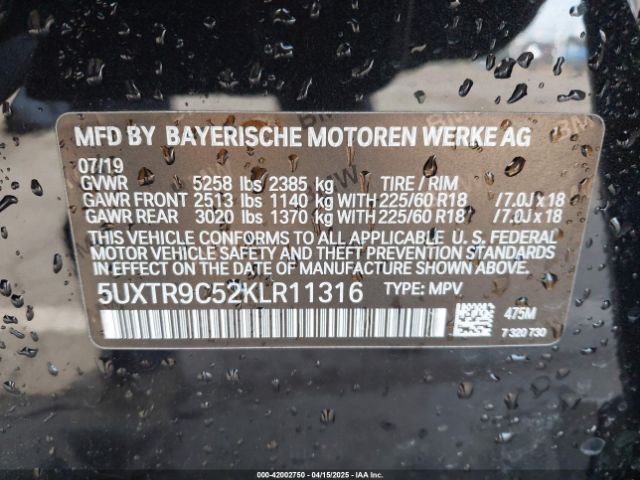 MFD BY BAYERISCHE MOTOREN WERKE AG
07/19
GVWR 5258 lbs 2385 kg TIRE / RIM
GAWR FRONT 2513 lbs 1140 kg WITH 225/60 R18 /7.0J x 18
GAWR REAR 3020 lbs 1370 kg WITH 225/60 R18 /7.0J x 18
THIS VEHICLE CONFORMS TO ALL APPLICABLE U. S. FEDERAL
MOTOR VEHICLE SAFETY AND THEFT PREVENTION STANDARDS
IN EFFECT ON THE DATE OF MANUFACTURE SHOWN ABOVE.
5UXTR9C52KLR11316 TYPE: MPV
475M
7 320 730
000-42002750 - 04/15/2025 - IAA Inc.